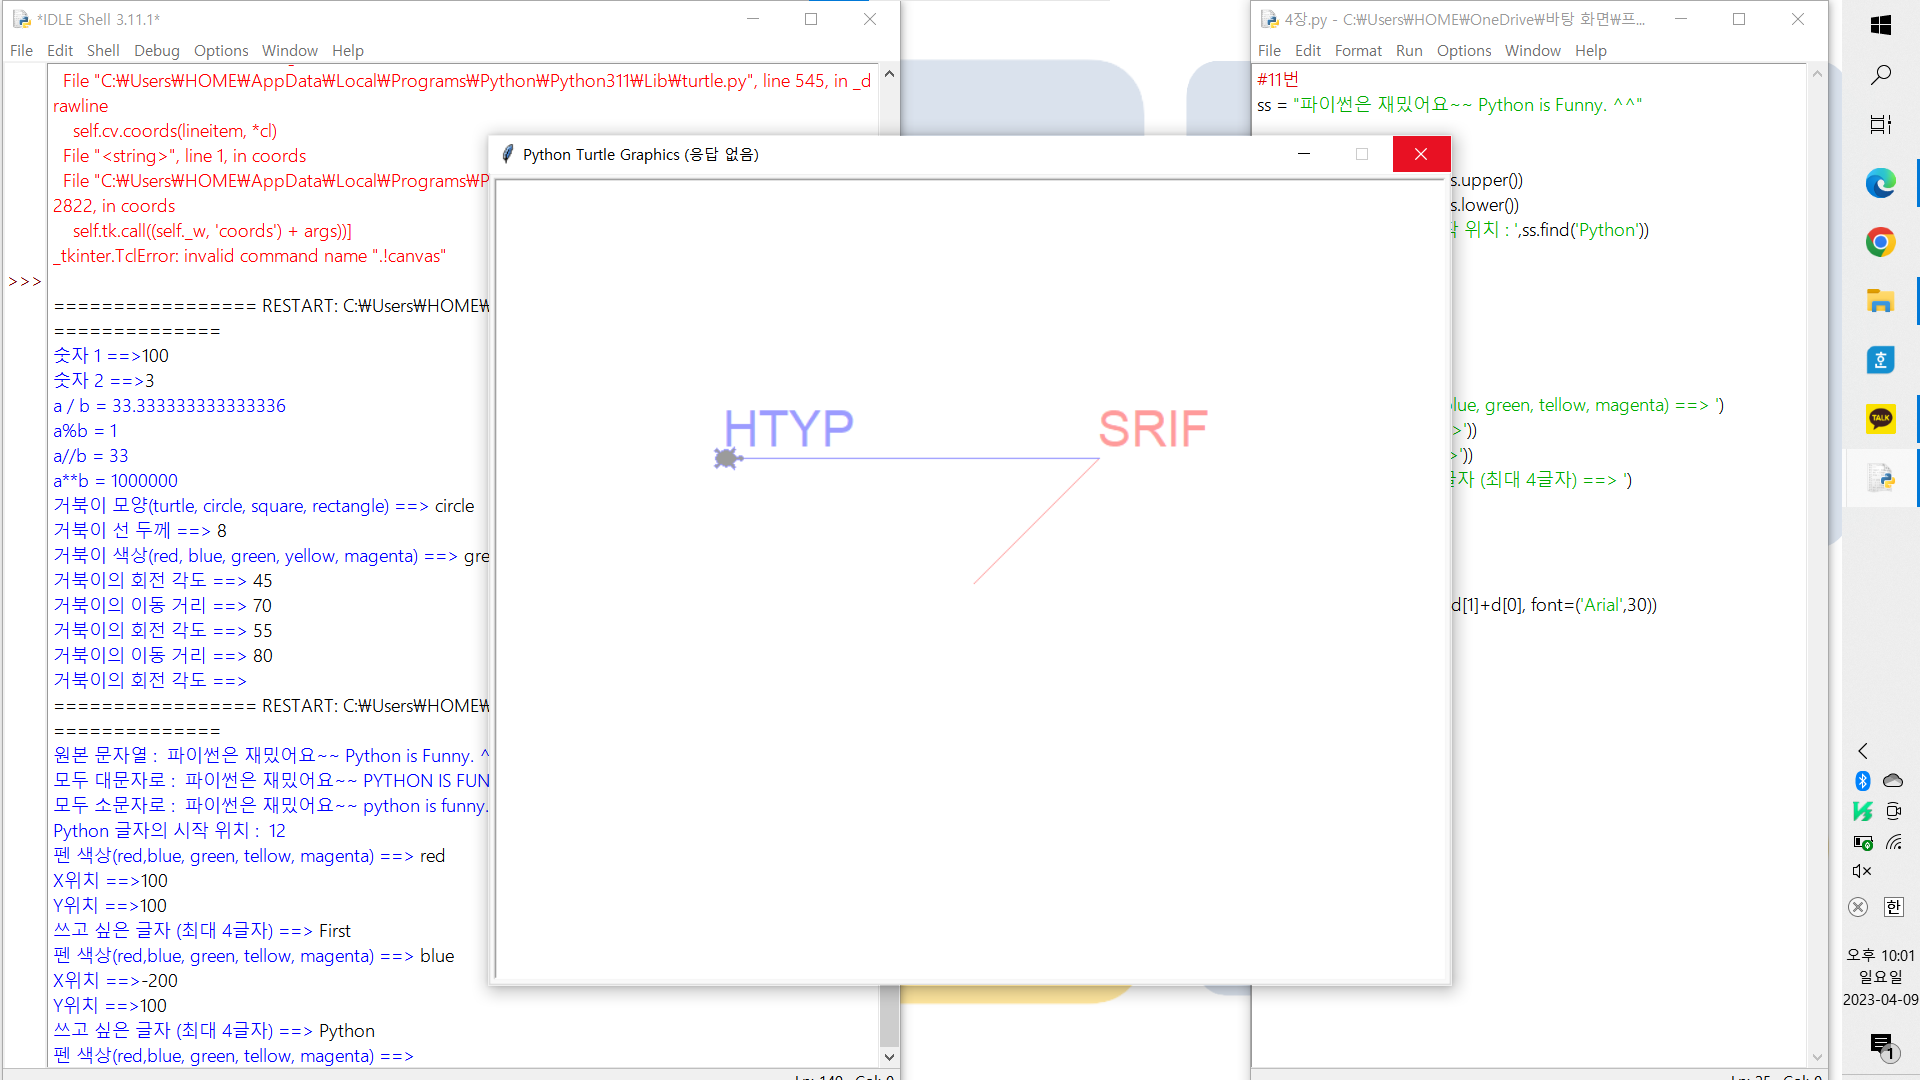 *IDLE Shell 3.11.1*
File Edit Shell Debug Options Window Help
File "C:₩Users₩HOME₩AppData₩Local₩Programs₩Python₩Python311₩Lib₩turtle.py", line 545, in _d
rawline
self.cv.coords(lineitem, *cl)
File "<string>", line 1, in coords
File "C:₩Users₩HOME₩AppData₩Local₩Programs₩P
2822, in coords
self.tk.call((self._w, 'coords') + args))]
_tkinter.TclError: invalid command name ".!canvas"
>>>
================= RESTART: C:₩Users₩HOME₩
==============
숫자 1 ==>100
숫자 2 ==>3
a / b = 33.333333333333336
a%b = 1
a//b = 33
a**b = 1000000
거북이 모양(turtle, circle, square, rectangle) ==> circle
거북이 선 두께 ==> 8
거북이 색상(red, blue, green, yellow, magenta) ==> gre
거북이의 회전 각도 ==> 45
거북이의 이동 거리 ==> 70
거북이의 회전 각도 ==> 55
거북이의 이동 거리 ==> 80
거북이의 회전 각도 ==>
================= RESTART: C:₩Users₩HOME₩
==============
원본 문자열 : 파이썬은 재밌어요~~ Python is Funny. ^
모두 대문자로 : 파이썬은 재밌어요~~ PYTHON IS FUN
모두 소문자로 : 파이썬은 재밌어요~~ python is funny.
Python 글자의 시작 위치 : 12
펜 색상(red,blue, green, tellow, magenta) ==> red
X위치 ==>100
Y위치 ==>100
쓰고 싶은 글자 (최대 4글자) ==> First
펜 색상(red,blue, green, tellow, magenta) ==> blue
X위치 ==>-200
Y위치 ==>100
쓰고 싶은 글자 (최대 4글자) ==> Python
펜 색상(red,blue, green, tellow, magenta) ==>
Python Turtle Graphics (응답 없음)
HTYP
SRIF
4장.py - C:₩Users₩HOME₩OneDrive₩바탕 화면₩프...
File Edit Format Run Options Window Help
#11번
ss = "파이썬은 재밌어요~~ Python is Funny. ^^"
s.upper())
s.lower())
위치 : ',ss.find('Python'))
lue, green, tellow, magenta) ==> ')
>'))
>'))
글자 (최대 4글자) ==> ')
d[1]+d[0], font=('Arial',30))
TALK
한
오후 10:01
일요일
2023-04-09
1